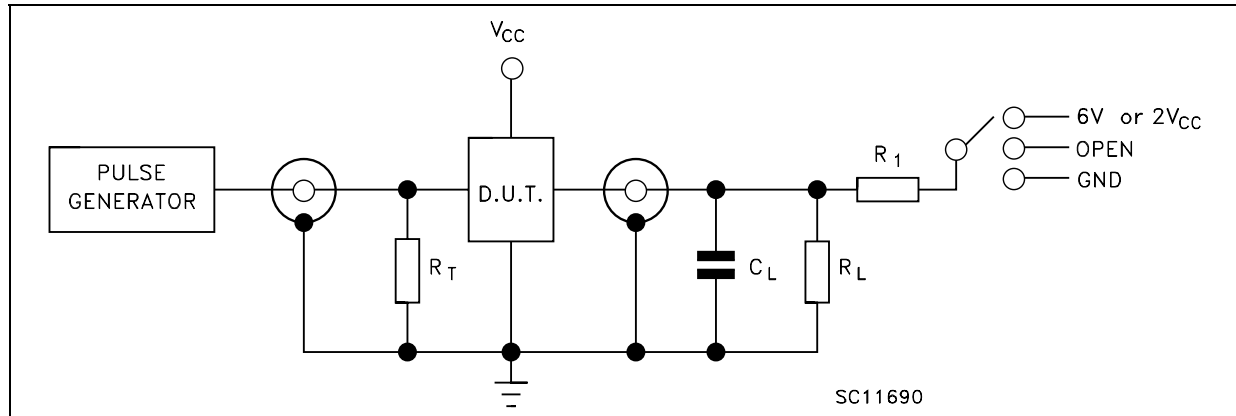 VCC
6V or 2VCC
OPEN
GND
R1
PULSE
GENERATOR
D.U.T.
RT
CL
RL
SC11690